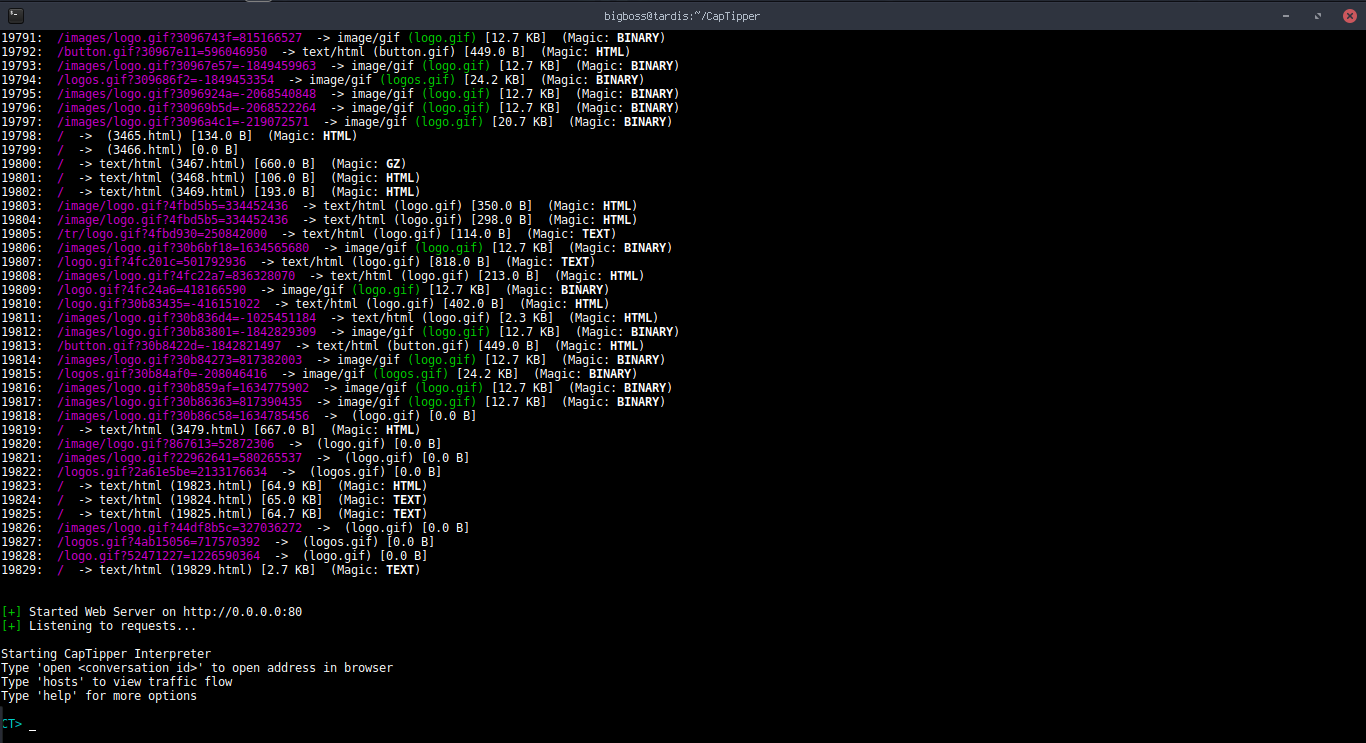 bigboss@tardis:~/CapTipper
19791:  /images/logo.gif?3096743f=815166527  -> image/gif (logo.gif) [12.7 KB]  (Magic: BINARY)
19792:  /button.gif?30967e11=596046950  -> text/html (button.gif) [449.0 B]  (Magic: HTML)
19793:  /images/logo.gif?30967e57=-1849459963  -> image/gif (logo.gif) [12.7 KB]  (Magic: BINARY)
19794:  /logos.gif?309686f2=-1849453354  -> image/gif (logos.gif) [24.2 KB]  (Magic: BINARY)
19795:  /images/logo.gif?3096924a=-2068540848  -> image/gif (logo.gif) [12.7 KB]  (Magic: BINARY)
19796:  /images/logo.gif?30969b5d=-2068522264  -> image/gif (logo.gif) [12.7 KB]  (Magic: BINARY)
19797:  /images/logo.gif?3096a4c1=-219072571  -> image/gif (logo.gif) [20.7 KB]  (Magic: BINARY)
19798:  /  ->  (3465.html) [134.0 B]  (Magic: HTML)
19799:  /  ->  (3466.html) [0.0 B]
19800:  /  -> text/html (3467.html) [660.0 B]  (Magic: GZ)
19801:  /  -> text/html (3468.html) [106.0 B]  (Magic: HTML)
19802:  /  -> text/html (3469.html) [193.0 B]  (Magic: HTML)
19803:  /image/logo.gif?4fbd5b5=334452436  -> text/html (logo.gif) [350.0 B]  (Magic: HTML)
19804:  /image/logo.gif?4fbd5b5=334452436  -> text/html (logo.gif) [298.0 B]  (Magic: HTML)
19805:  /tr/logo.gif?4fbd930=250842000  -> text/html (logo.gif) [114.0 B]  (Magic: TEXT)
19806:  /images/logo.gif?30b6bf18=1634565680  -> image/gif (logo.gif) [12.7 KB]  (Magic: BINARY)
19807:  /logo.gif?4fc201c=501792936  -> text/html (logo.gif) [818.0 B]  (Magic: TEXT)
19808:  /image/logo.gif?4fc22a7=836328070  -> text/html (logo.gif) [213.0 B]  (Magic: HTML)
19809:  /logo.gif?4fc24a6=418166590  -> image/gif (logo.gif) [12.7 KB]  (Magic: BINARY)
19810:  /logo.gif?30b83435=-416151022  -> text/html (logo.gif) [402.0 B]  (Magic: HTML)
19811:  /images/logo.gif?30b836d4=-1025451184  -> text/html (logo.gif) [2.3 KB]  (Magic: HTML)
19812:  /images/logo.gif?30b83801=-1842829309  -> image/gif (logo.gif) [12.7 KB]  (Magic: BINARY)
19813:  /button.gif?30b8422d=-1842821497  -> text/html (button.gif) [449.0 B]  (Magic: HTML)
19814:  /images/logo.gif?30b84273=817382003  -> image/gif (logo.gif) [12.7 KB]  (Magic: BINARY)
19815:  /logos.gif?30b84af0=-208046416  -> image/gif (logos.gif) [24.2 KB]  (Magic: BINARY)
19816:  /images/logo.gif?30b859af=1634775902  -> image/gif (logo.gif) [12.7 KB]  (Magic: BINARY)
19817:  /images/logo.gif?30b86363=817390435  -> image/gif (logo.gif) [12.7 KB]  (Magic: BINARY)
19818:  /images/logo.gif?30b86c58=1634785456  ->  (logo.gif) [0.0 B]
19819:  /  -> text/html (3479.html) [667.0 B]  (Magic: HTML)
19820:  /image/logo.gif?867613=52872306  ->  (logo.gif) [0.0 B]
19821:  /images/logo.gif?22962641=580265537  ->  (logo.gif) [0.0 B]
19822:  /logos.gif?2a61e5be=2133176634  ->  (logos.gif) [0.0 B]
19823:  /  -> text/html (19823.html) [64.9 KB]  (Magic: HTML)
19824:  /  -> text/html (19824.html) [65.0 KB]  (Magic: TEXT)
19825:  /  -> text/html (19825.html) [64.7 KB]  (Magic: TEXT)
19826:  /images/logo.gif?44df8b5c=327036272  ->  (logo.gif) [0.0 B]
19827:  /logos.gif?4ab15056=717570392  ->  (logos.gif) [0.0 B]
19828:  /logo.gif?52471227=1226590364  ->  (logo.gif) [0.0 B]
19829:  /  -> text/html (19829.html) [2.7 KB]  (Magic: TEXT)
[+] Started Web Server on http://0.0.0.0:80
[+] Listening to requests...
Starting CapTipper Interpreter
Type 'open <conversation id>' to open address in browser
Type 'hosts' to view traffic flow
Type 'help' for more options
CT> _